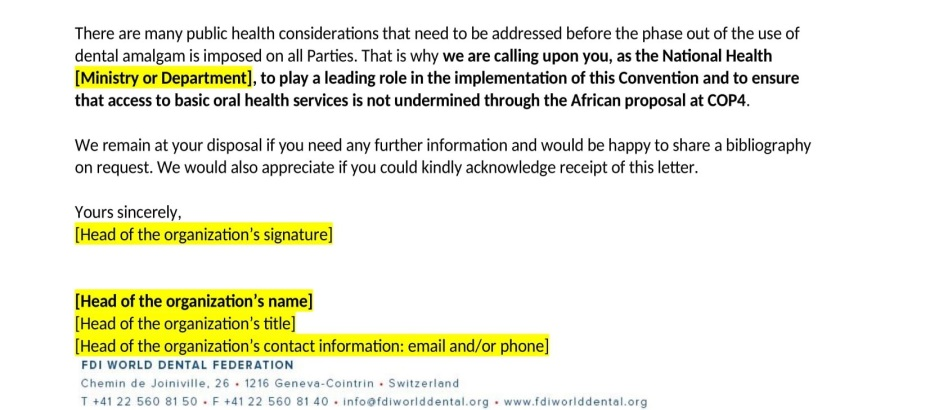 There are many public health considerations that need to be addressed before the phase out of the use of
dental amalgam is imposed on all Parties. That is why we are calling upon you, as the National Health
[Ministry or Department], to play a leading role in the implementation of this Convention and to ensure
that access to basic oral health services is not undermined through the African proposal at COP4.
We remain at your disposal if you need any further information and would be happy to share a bibliography
on request. We would also appreciate if you could kindly acknowledge receipt of this letter.
Yours sincerely,
[Head of the organization's signature]
[Head of the organization's name]
[Head of the organization's title]
[Head of the organization's contact information: email and/or phone]
FDI WORLD DENTAL FEDERATION
Chemin de Joiniville, 26 • 1216 Geneva-Cointrin • Switzerland
T +41 22 560 81 50 • F +41 22 560 81 40 • info@fdiworlddental.org • www.fdiworlddental.org